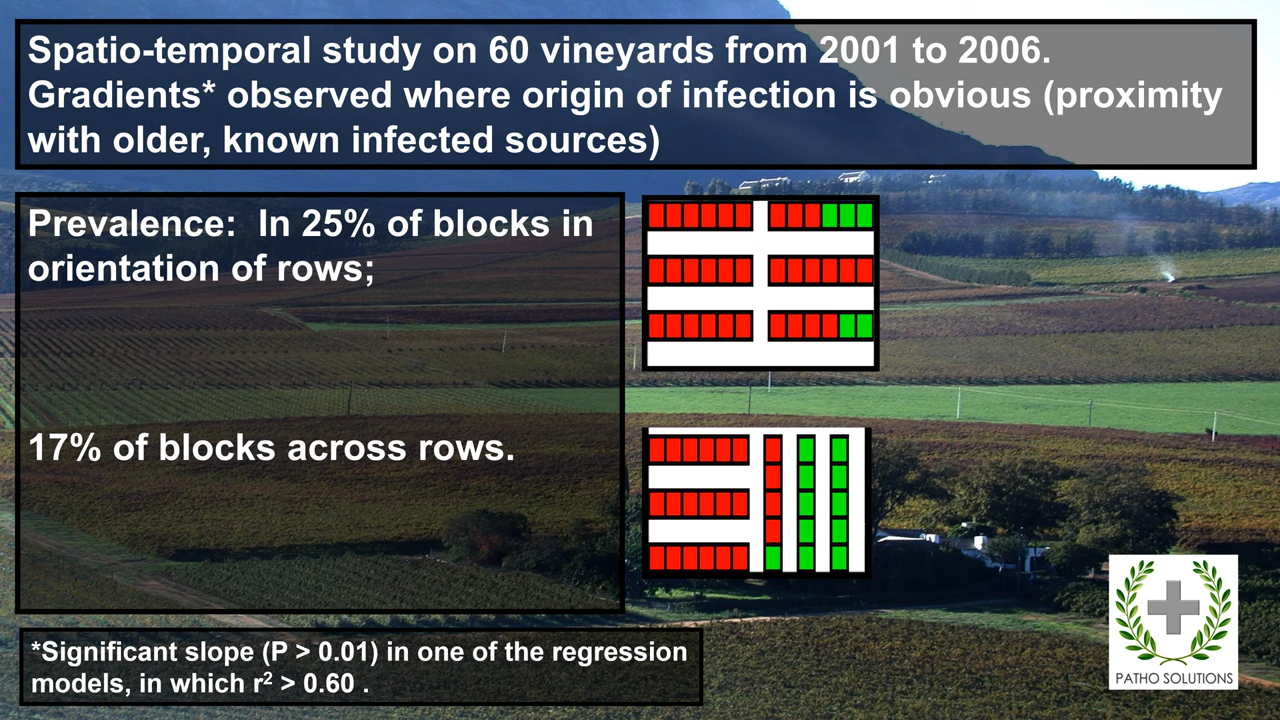 Spatio-temporal study on 60 vineyards from 2001 to 2006.
Gradients* observed where origin of infection is obvious (proximity
with older, known infected sources)
Prevalence: In 25% of blocks in
orientation of rows;
17% of blocks across rows.
*Significant slope (P > 0.01) in one of the regression
models, in which r² > 0.60 .
PATHO SOLUTIONS